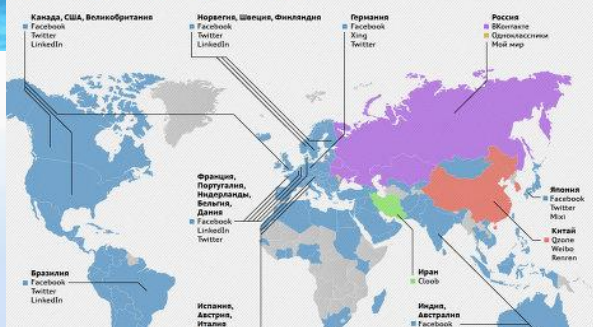 Канада, США, Великобритания
Facebook
Twitter
LinkedIn
Норвегия, Швеция, Финляндия
Facebook
Twitter
LinkedIn
Германия
Facebook
Xing
Twitter
Россия
ВКонтакте
Одноклассники
Мой мир
Франция,
Португалия,
Нидерланды,
Бельгия,
Дания
Facebook
LinkedIn
Twitter
Япония
Facebook
Twitter
Mixi
Китай
Qzone
Weibo
Renren
Иран
Cloob
Бразилия
Facebook
Twitter
LinkedIn
Испания,
Австрия,
Италия
Индия,
Австралия
Facebook